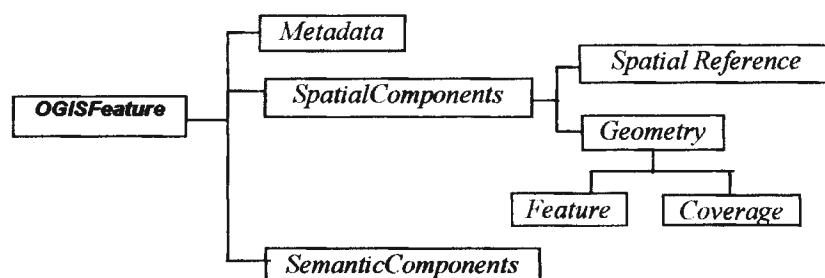 Metadata
Spatial Reference
SpatialComponents
OGISFeature
Geometry
Feature
Coverage
SemanticComponents